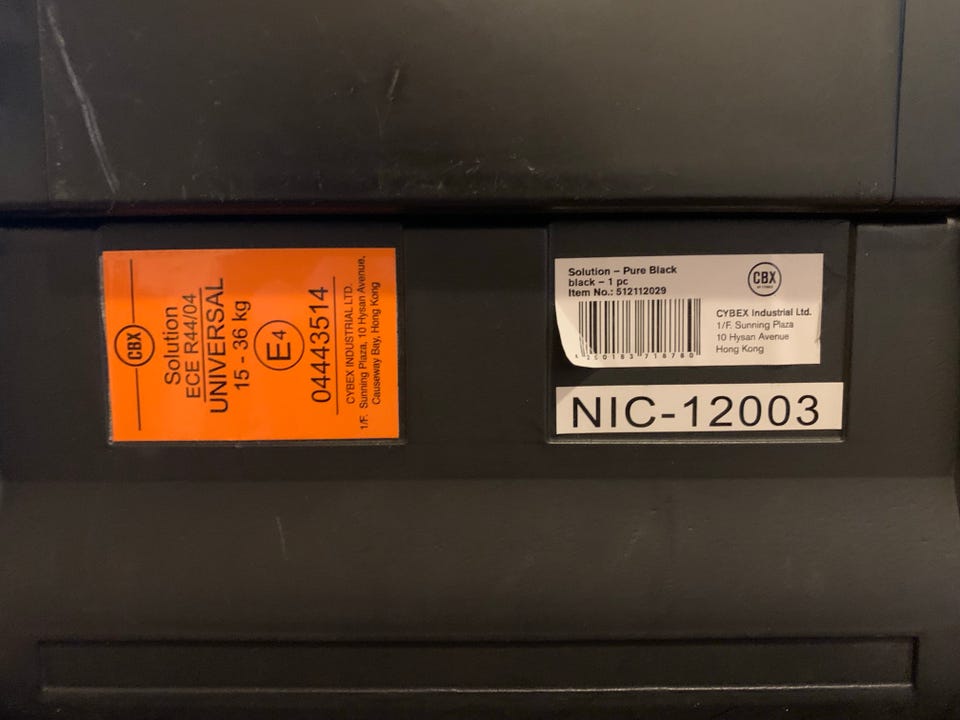 CBX
Solution
ECE R44/04
UNIVERSAL
15 - 36 kg
E4
04443514
CYBEX INDUSTRIAL LTD.
1/F. Sunning Plaza, 10 Hysan Avenue,
Causeway Bay, Hong Kong
Solution – Pure Black
black – 1 pc
Item No.: 512112029
CBX
CYBEX Industrial Ltd.
1/F. Sunning Plaza
10 Hysan Avenue
Hong Kong
NIC-12003